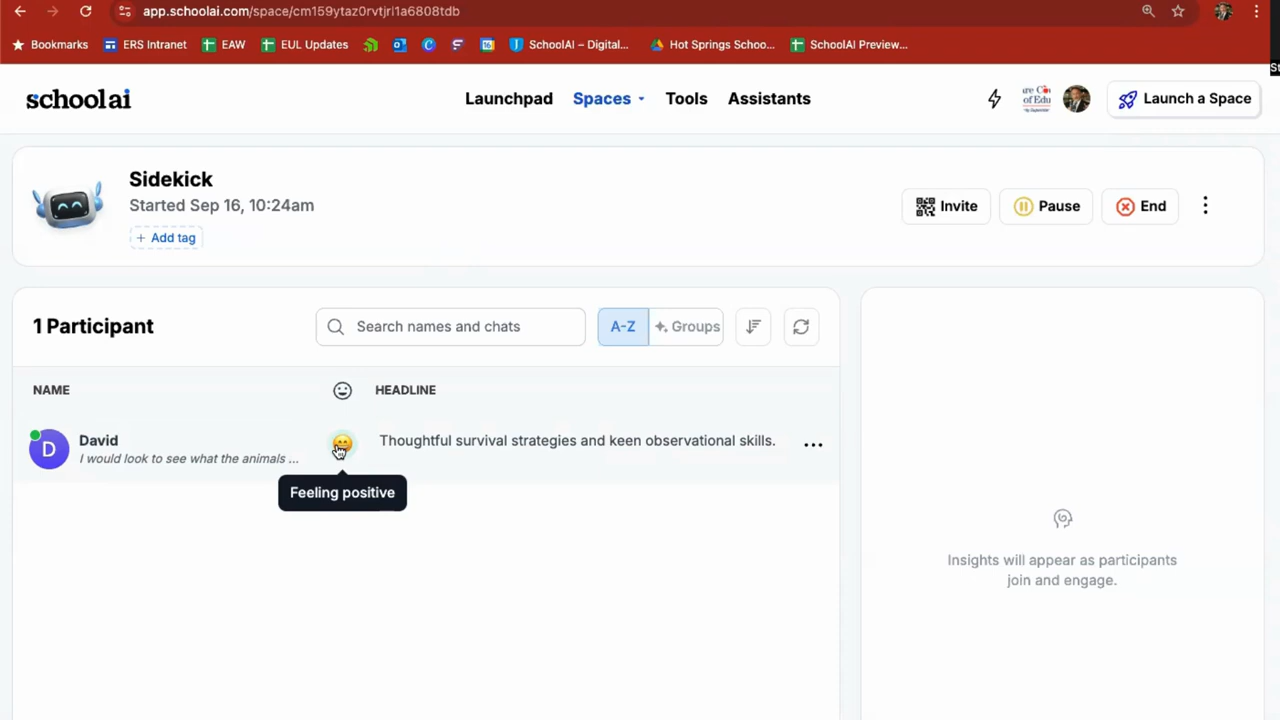 app.schoolai.com/space/cm159ytaz0rvtjri1a6808tdb
Bookmarks ERS Intranet EAW EUL Updates SchoolAI – Digital... Hot Springs Schoo... SchoolAI Preview...
school ai Launchpad Spaces Tools Assistants Launch a Space
Sidekick
Started Sep 16, 10:24am
+ Add tag
Invite Pause End
1 Participant Search names and chats A-Z Groups
NAME HEADLINE
D David Thoughtful survival strategies and keen observational skills.
I would look to see what the animals ...
Feeling positive
Insights will appear as participants
join and engage.